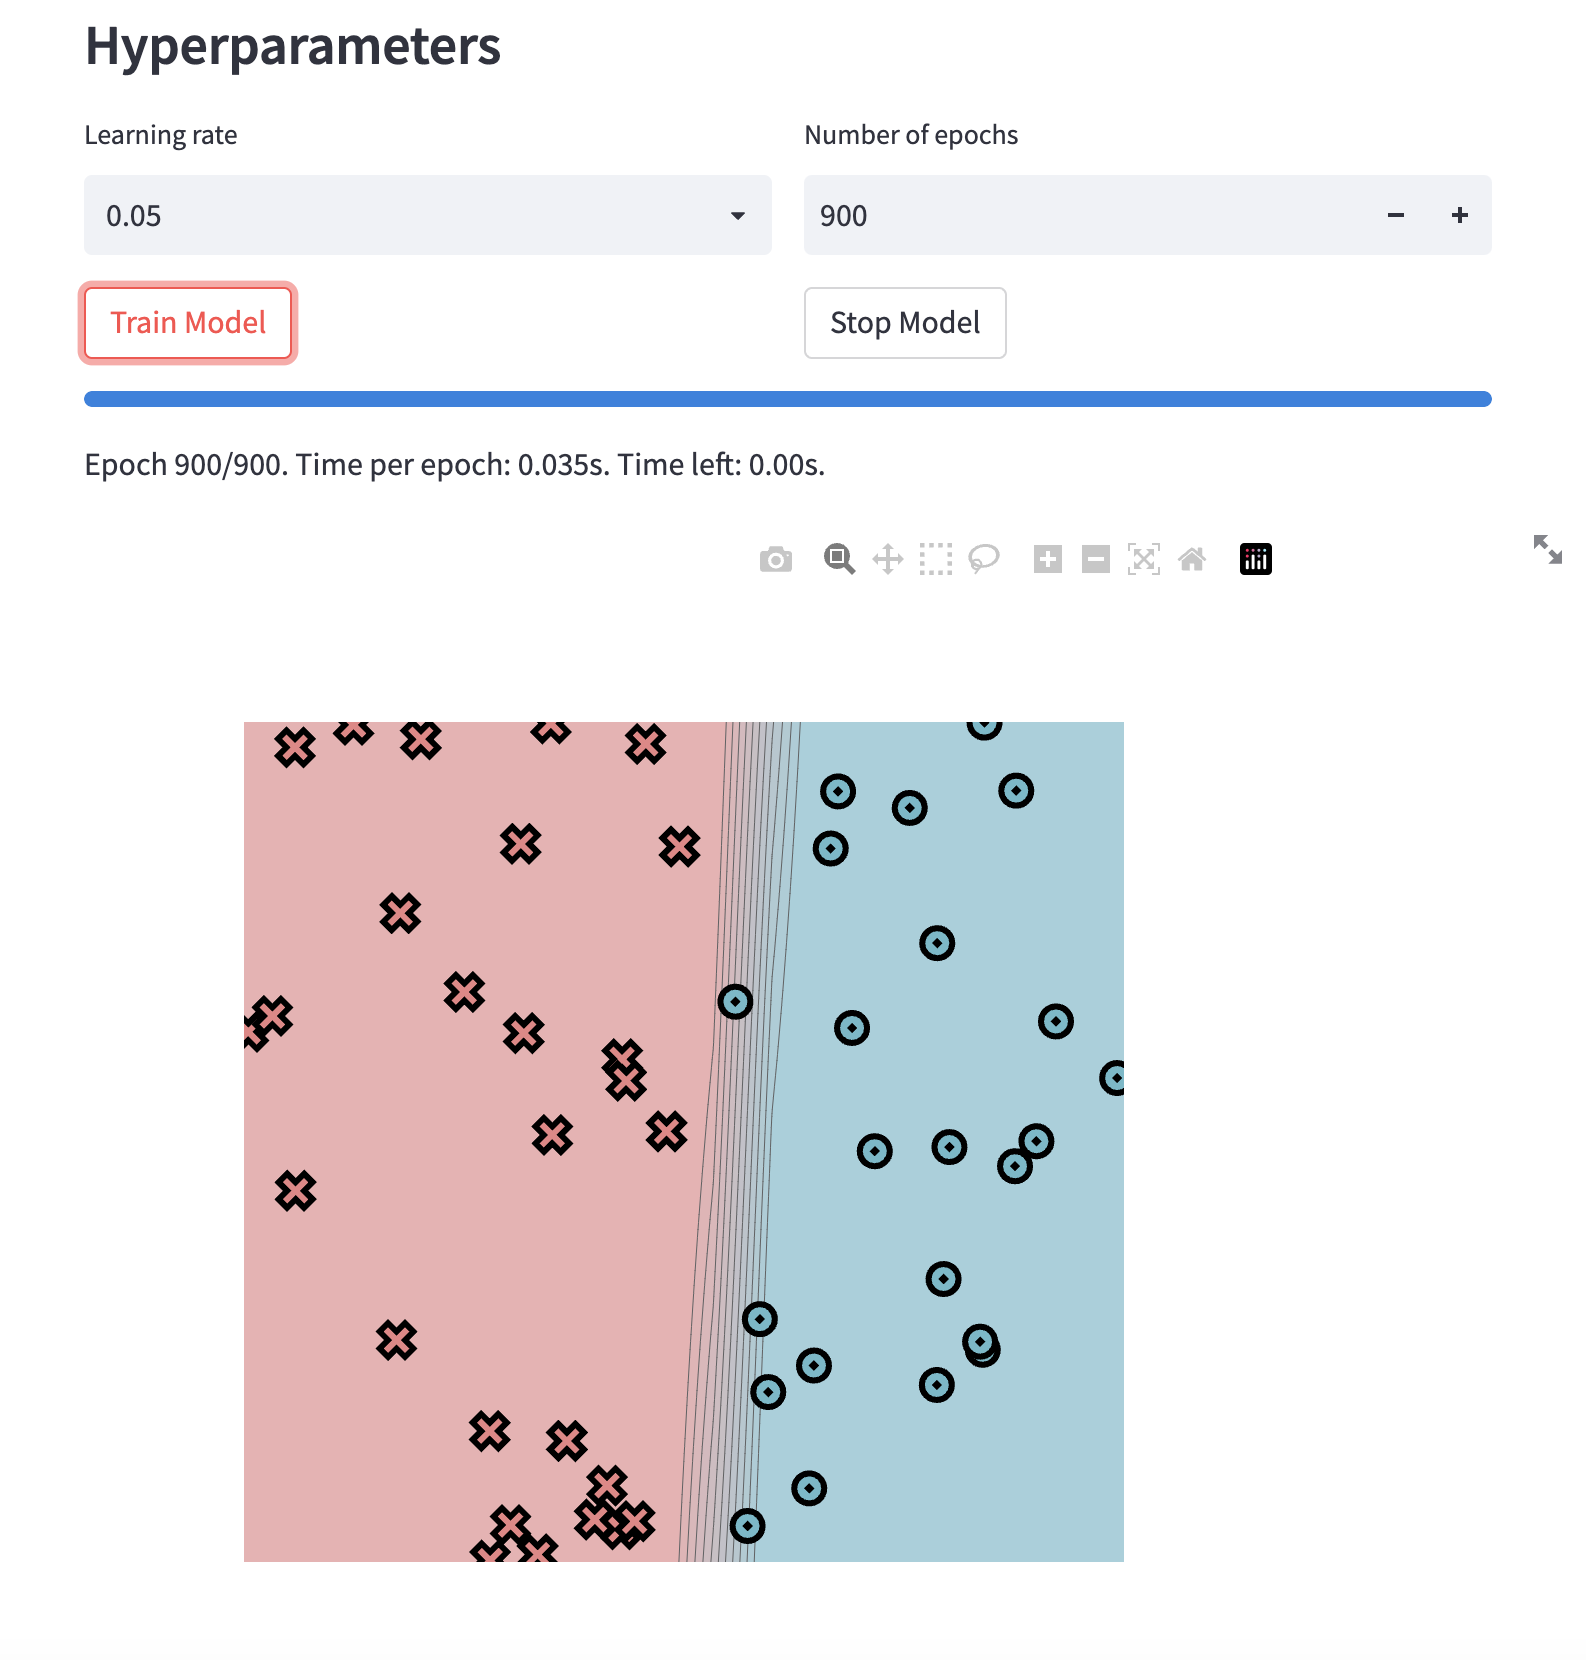 Hyperparameters
Learning rate
Number of epochs
0.05
900
Train Model
Stop Model
Epoch 900/900. Time per epoch: 0.035s. Time left: 0.00s.